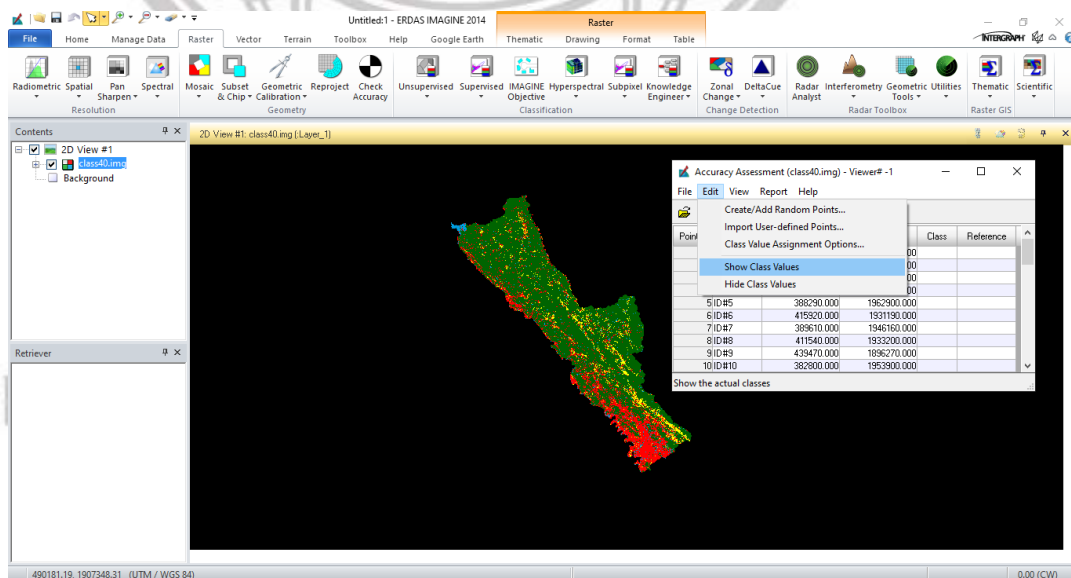 Untitled:1 - ERDAS IMAGINE 2014
Raster
File Home Manage Data Raster Vector Terrain Toolbox Help Google Earth Thematic Drawing Format Table
INTERGRAPH
Radiometric Spatial Pan Sharpen Spectral Mosaic Subset & Chip Geometric Calibration Reproject Check Accuracy Unsupervised Supervised IMAGINE Objective Hyperspectral Subpixel Knowledge Engineer Zonal Change DeltaCue Radar Analyst Interferometry Geometric Tools Utilities Thematic Scientific
Resolution Geometry Classification Change Detection Radar Toolbox Raster GIS
Contents
2D View #1
class40.img
Background
Retriever
2D View #1: class40.img (:Layer_1)
Accuracy Assessment (class40.img) - Viewer# -1
File Edit View Report Help
Create/Add Random Points...
Import User-defined Points...
Class Value Assignment Options...
Show Class Values
Hide Class Values
Class Reference
5 ID#5 388290.000 1962900.000
6 ID#6 415920.000 1931190.000
7 ID#7 389610.000 1946160.000
8 ID#8 411540.000 1933200.000
9 ID#9 439470.000 1896270.000
10 ID#10 382800.000 1953900.000
Show the actual classes
490181.19, 1907348.31 (UTM / WGS 84)
0.00 (CW)